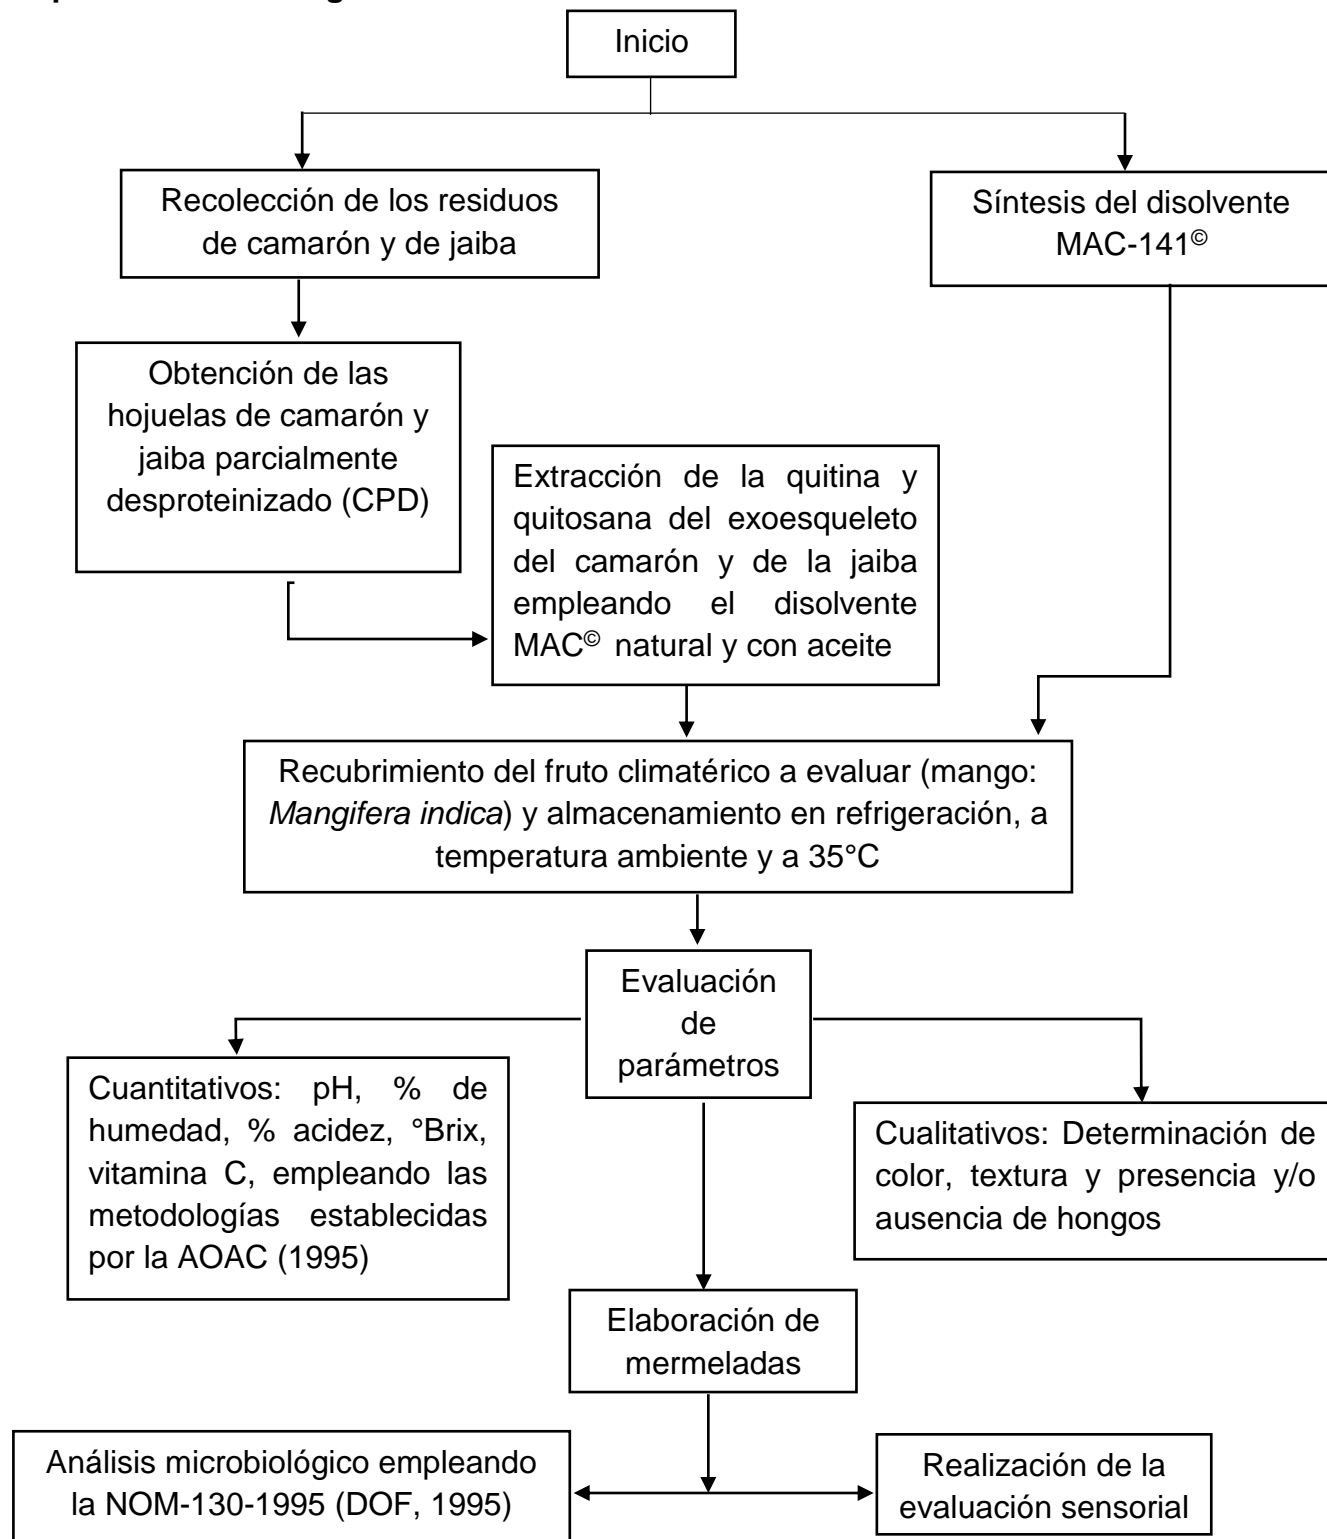 Inicio
Recolección de los residuos
de camarón y de jaiba
Síntesis del disolvente
MAC-141©
Obtención de las
hojuelas de camarón y
jaiba parcialmente
desproteinizado (CPD)
Extracción de la quitina y
quitosana del exoesqueleto
del camarón y de la jaiba
empleando el disolvente
MAC© natural y con aceite
Recubrimiento del fruto climatérico a evaluar (mango:
Mangifera indica) y almacenamiento en refrigeración, a
temperatura ambiente y a 35°C
Evaluación
de
parámetros
Cuantitativos: pH, % de
humedad, % acidez, °Brix,
vitamina C, empleando las
metodologías establecidas
por la AOAC (1995)
Cualitativos: Determinación de
color, textura y presencia y/o
ausencia de hongos
Elaboración de
mermeladas
Análisis microbiológico empleando
la NOM-130-1995 (DOF, 1995)
Realización de la
evaluación sensorial